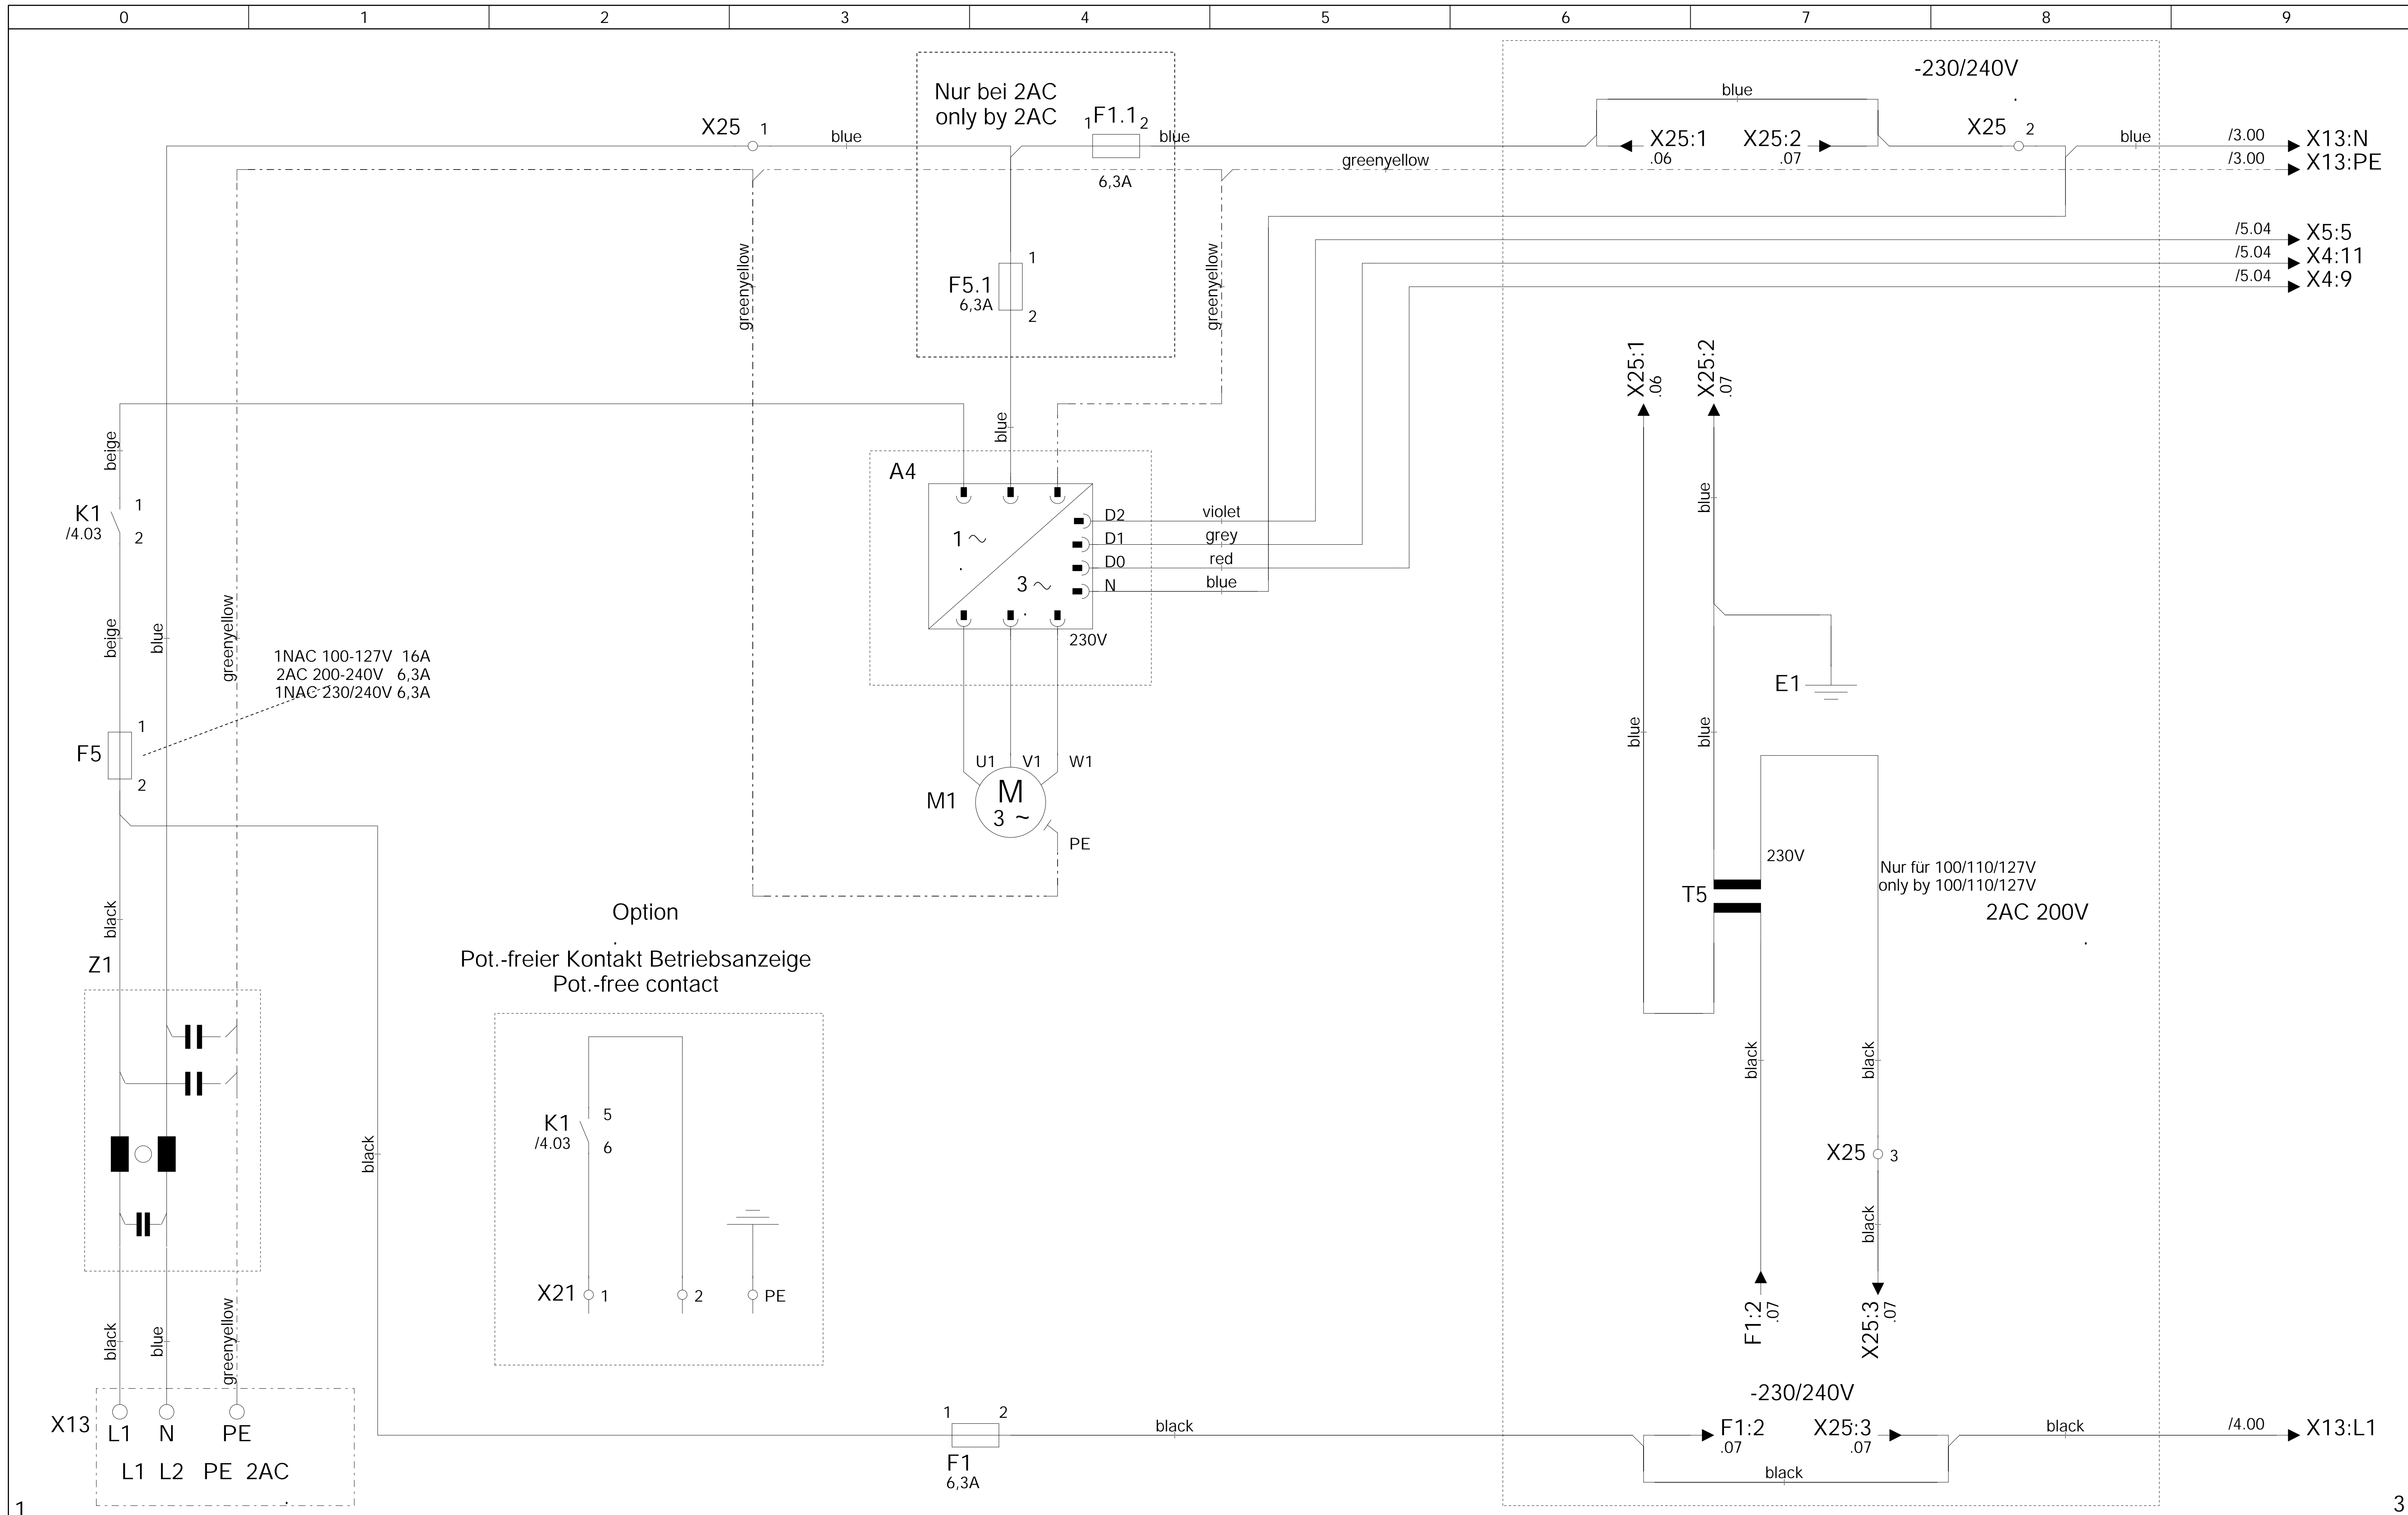 0 1 2 3 4 5 6 7 8 9
-230/240V
Nur bei 2AC
only by 2AC
F1.1
1 2
6,3A
blue
X25 1
blue
blue
X25:1
.06
X25:2
.07
X25 2
blue
/3.00 X13:N
/3.00 X13:PE
greenyellow
/5.04 X5:5
/5.04 X4:11
/5.04 X4:9
greenyellow
F5.1
6,3A
1
2
greenyellow
X25:1
.06
X25:2
.07
beige
blue
A4
K1
/4.03
1
2
1~
3~
D2 violet
D1 grey
D0 red
N blue
230V
blue
beige
blue
greenyellow
1NAC 100-127V 16A
2AC 200-240V 6,3A
1NAC 230/240V 6,3A
E1
F5
1
2
blue
blue
U1 V1 W1
M1
M
3 ~
PE
230V
Nur für 100/110/127V
only by 100/110/127V
T5
2AC 200V
black
Option
Pot.-freier Kontakt Betriebsanzeige
Pot.-free contact
Z1
black
black
K1
/4.03
5
6
black
X25 3
black
X21 1 2 PE
F1:2
.07
X25:3
.07
black
blue
greenyellow
-230/240V
X13
L1 N PE
L1 L2 PE 2AC
1 2
F1
6,3A
black
F1:2
.07
X25:3
.07
black
black
/4.00 X13:L1
1
3